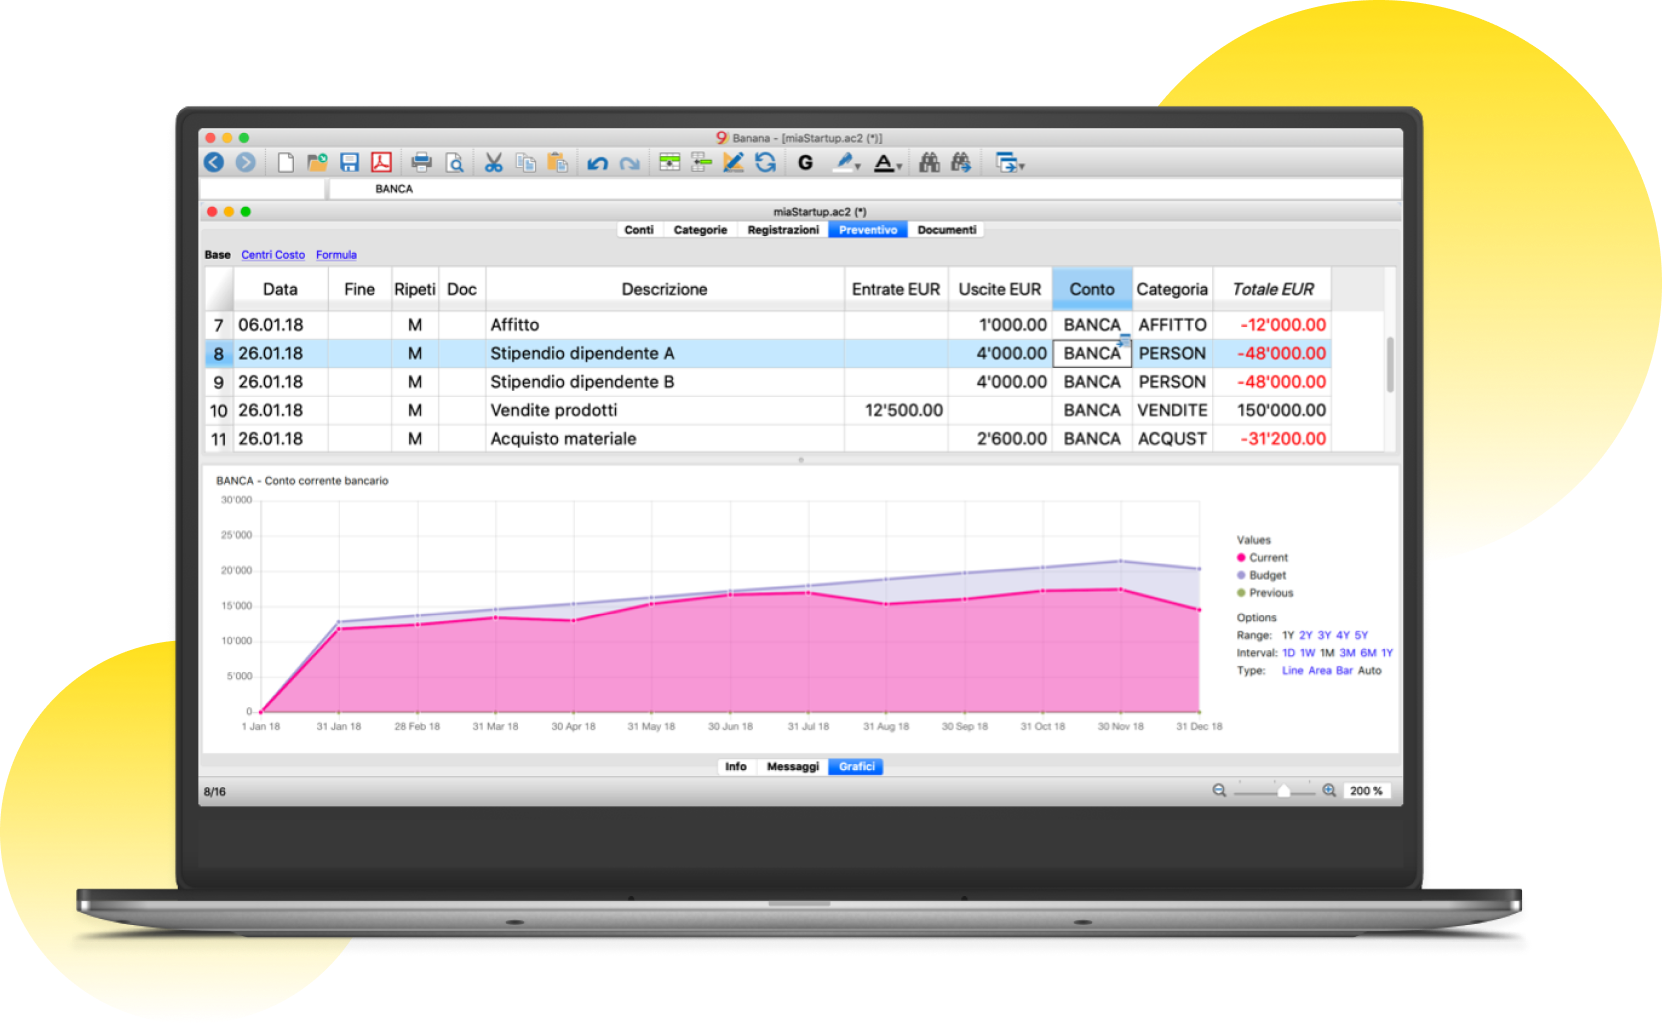 Banana - [miaStartup.ac2 (*)]
G A
BANCA
miaStartup.ac2 (*)
Conti Categorie Registrazioni Preventivo Documenti
Base Centri Costo Formula
Data Fine Ripeti Doc Descrizione Entrate EUR Uscite EUR Conto Categoria Totale EUR
7 06.01.18 M Affitto 1'000.00 BANCA AFFITTO -12'000.00
8 26.01.18 M Stipendio dipendente A 4'000.00 BANCA PERSON -48'000.00
9 26.01.18 M Stipendio dipendente B 4'000.00 BANCA PERSON -48'000.00
10 26.01.18 M Vendite prodotti 12'500.00 BANCA VENDITE 150'000.00
11 26.01.18 M Acquisto materiale 2'600.00 BANCA ACQUST -31'200.00
BANCA - Conto corrente bancario
30'000
25'000
20'000
15'000
10'000
5'000
0
1 Jan 18 31 Jan 18 28 Feb 18 31 Mar 18 30 Apr 18 31 May 18 30 Jun 18 31 Jul 18 31 Aug 18 30 Sep 18 31 Oct 18 30 Nov 18 31 Dec 18
Values
Current
Budget
Previous
Options
Range: 1Y 2Y 3Y 4Y 5Y
Interval: 1D 1W 1M 3M 6M 1Y
Type: Line Area Bar Auto
Info Messaggi Grafici
8/16
200 %